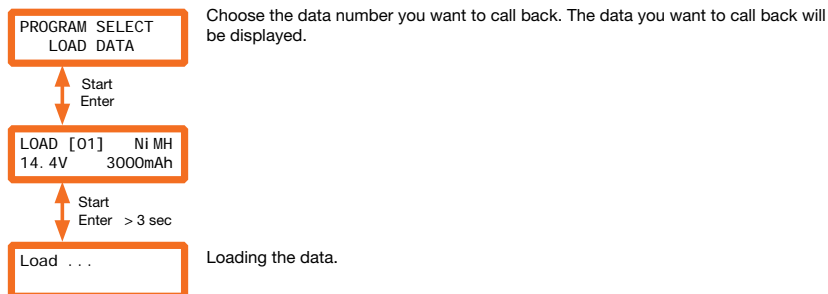 PROGRAM SELECT
LOAD DATA
Choose the data number you want to call back. The data you want to call back will
be displayed.
Start
Enter
LOAD [01] NiMH
14.4V 3000mAh
Start
Enter > 3 sec
Load ...
Loading the data.